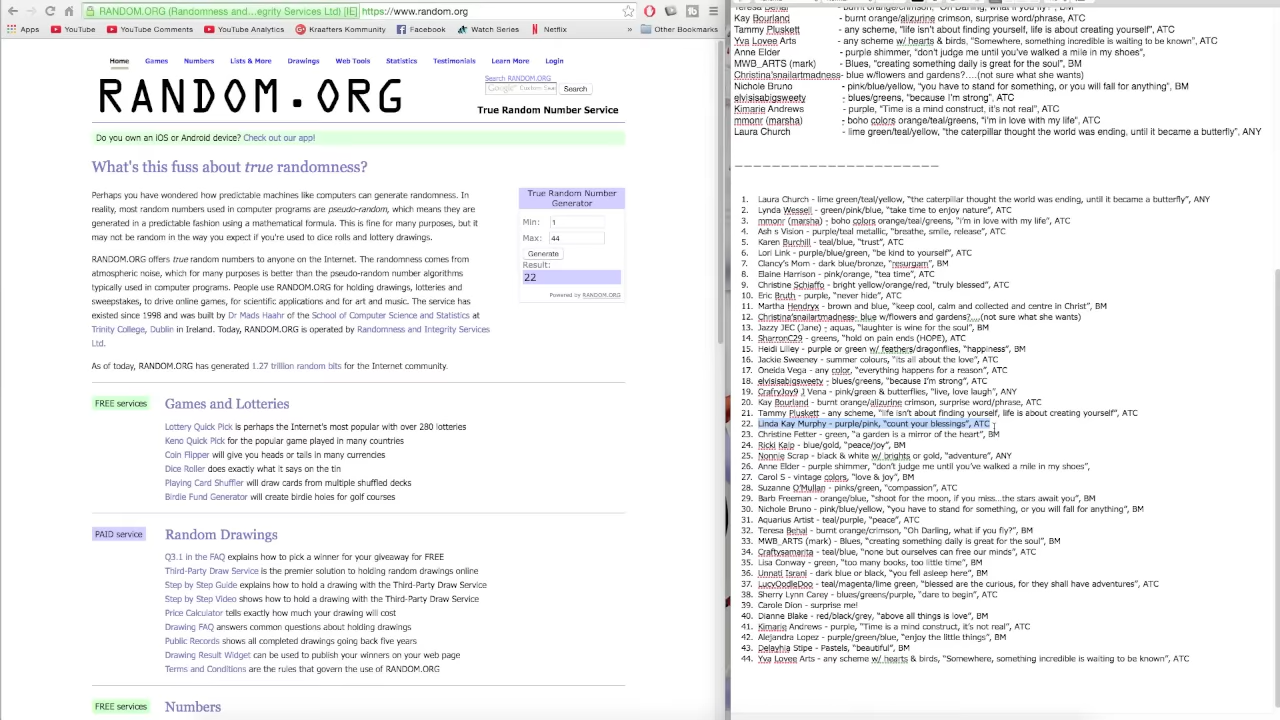 RANDOM.ORG (Randomness and...egrity Services Ltd) [IE] https://www.random.org
Apps YouTube YouTube Comments YouTube Analytics Kraafters Kommunity Facebook Watch Series Netflix » Other Bookmarks
Home Games Numbers Lists & More Drawings Web Tools Statistics Testimonials Learn More Login
RANDOM.ORG
Search RANDOM.ORG
Search
True Random Number Service
Do you own an iOS or Android device? Check out our app!
What's this fuss about true randomness?
Perhaps you have wondered how predictable machines like computers can generate randomness. In
reality, most random numbers used in computer programs are pseudo-random, which means they are
generated in a predictable fashion using a mathematical formula. This is fine for many purposes, but it
may not be random in the way you expect if you're used to dice rolls and lottery drawings.
RANDOM.ORG offers true random numbers to anyone on the Internet. The randomness comes from
atmospheric noise, which for many purposes is better than the pseudo-random number algorithms
typically used in computer programs. People use RANDOM.ORG for holding drawings, lotteries and
sweepstakes, to drive online games, for scientific applications and for art and music. The service has
existed since 1998 and was built by Dr Mads Haahr of the School of Computer Science and Statistics at
Trinity College, Dublin in Ireland. Today, RANDOM.ORG is operated by Randomness and Integrity Services
Ltd.
As of today, RANDOM.ORG has generated 1.27 trillion random bits for the Internet community.
True Random Number
Generator
Min: 1
Max: 44
Generate
Result:
22
Powered by RANDOM.ORG
FREE services
Games and Lotteries
Lottery Quick Pick is perhaps the Internet's most popular with over 280 lotteries
Keno Quick Pick for the popular game played in many countries
Coin Flipper will give you heads or tails in many currencies
Dice Roller does exactly what it says on the tin
Playing Card Shuffler will draw cards from multiple shuffled decks
Birdie Fund Generator will create birdie holes for golf courses
PAID service
Random Drawings
Q3.1 in the FAQ explains how to pick a winner for your giveaway for FREE
Third-Party Draw Service is the premier solution to holding random drawings online
Step by Step Guide explains how to hold a drawing with the Third-Party Draw Service
Step by Step Video shows how to hold a drawing with the Third-Party Draw Service
Price Calculator tells exactly how much your drawing will cost
Drawing FAQ answers common questions about holding drawings
Public Records shows all completed drawings going back five years
Drawing Result Widget can be used to publish your winners on your web page
Terms and Conditions are the rules that govern the use of RANDOM.ORG
FREE services
Numbers
Teresa Behal - burnt orange/crimson, "Oh Darling, what if you fly?", BM
Kay Bourland - burnt orange/alizurine crimson, surprise word/phrase, ATC
Tammy Pluskett - any scheme, "life isn't about finding yourself, life is about creating yourself", ATC
Yva Lovee Arts - any scheme w/ hearts & birds, "Somewhere, something incredible is waiting to be known", ATC
Anne Elder - purple shimmer, "don't judge me until you've walked a mile in my shoes",
MWB_ARTS (mark) - Blues, "creating something daily is great for the soul", BM
Christina'snailartmadness- blue w/flowers and gardens?....(not sure what she wants)
Nichole Bruno - pink/blue/yellow, "you have to stand for something, or you will fall for anything", BM
elvisisabigsweety - blues/greens, "because I'm strong", ATC
Kimarie Andrews - purple, "Time is a mind construct, it's not real", ATC
mmonr (marsha) - boho colors orange/teal/greens, "i'm in love with my life", ATC
Laura Church - lime green/teal/yellow, "the caterpillar thought the world was ending, until it became a butterfly", ANY
— — — — — — — — — — — — — — — — — — — —
1. Laura Church - lime green/teal/yellow, "the caterpillar thought the world was ending, until it became a butterfly", ANY
2. Lynda Wessell - green/pink/blue, "take time to enjoy nature", ATC
3. mmonr (marsha) - boho colors orange/teal/greens, "i'm in love with my life", ATC
4. Ash s Vision - purple/teal metallic, "breathe, smile, release", ATC
5. Karen Burchill - teal/blue, "trust", ATC
6. Lori Link - purple/blue/green, "be kind to yourself", ATC
7. Clancy's Mom - dark blue/bronze, "resurgam", BM
8. Elaine Harrison - pink/orange, "tea time", ATC
9. Christine Schiaffo - bright yellow/orange/red, "truly blessed", ATC
10. Eric Bruth - purple, "never hide", ATC
11. Martha Hendryx - brown and blue, "keep cool, calm and collected and centre in Christ", BM
12. Christina'snailartmadness- blue w/flowers and gardens?....(not sure what she wants)
13. Jazzy JEC (Jane) - aquas, "laughter is wine for the soul", BM
14. SharronC29 - greens, "hold on pain ends (HOPE), ATC
15. Heidi Lilley - purple or green w/ feathers/dragonflies, "happiness", BM
16. Jackie Sweeney - summer colours, "its all about the love", ATC
17. Oneida Vega - any color, "everything happens for a reason", ATC
18. elvisisabigsweety - blues/greens, "because I'm strong", ATC
19. CraftyJoy9 J Vena - pink/green & butterflies, "live, love laugh", ANY
20. Kay Bourland - burnt orange/alizurine crimson, surprise word/phrase, ATC
21. Tammy Pluskett - any scheme, "life isn't about finding yourself, life is about creating yourself", ATC
22. Linda Kay Murphy - purple/pink, "count your blessings", ATC
23. Christine Fetter - green, "a garden is a mirror of the heart", BM
24. Ricki Kalp - blue/gold, "peace/joy", BM
25. Nonnie Scrap - black & white w/ brights or gold, "adventure", ANY
26. Anne Elder - purple shimmer, "don't judge me until you've walked a mile in my shoes",
27. Carol S - vintage colors, "love & joy", BM
28. Suzanne O'Mullan - pinks/green, "compassion", ATC
29. Barb Freeman - orange/blue, "shoot for the moon, if you miss...the stars await you", BM
30. Nichole Bruno - pink/blue/yellow, "you have to stand for something, or you will fall for anything", BM
31. Aquarius Artist - teal/purple, "peace", ATC
32. Teresa Behal - burnt orange/crimson, "Oh Darling, what if you fly?", BM
33. MWB_ARTS (mark) - Blues, "creating something daily is great for the soul", BM
34. Craftysamarita - teal/blue, "none but ourselves can free our minds", ATC
35. Lisa Conway - green, "too many books, too little time", BM
36. Unnati Israni - dark blue or black, "you fell asleep here", BM
37. LucyOodleDoo - teal/magenta/lime green, "blessed are the curious, for they shall have adventures", ATC
38. Sherry Lynn Carey - blues/greens/purple, "dare to begin", ATC
39. Carole Dion - surprise me!
40. Dianne Blake - red/black/grey, "above all things is love", BM
41. Kimarie Andrews - purple, "Time is a mind construct, it's not real", ATC
42. Alejandra Lopez - purple/green/blue, "enjoy the little things", BM
43. Delayhia Stipe - Pastels, "beautiful", BM
44. Yva Lovee Arts - any scheme w/ hearts & birds, "Somewhere, something incredible is waiting to be known", ATC